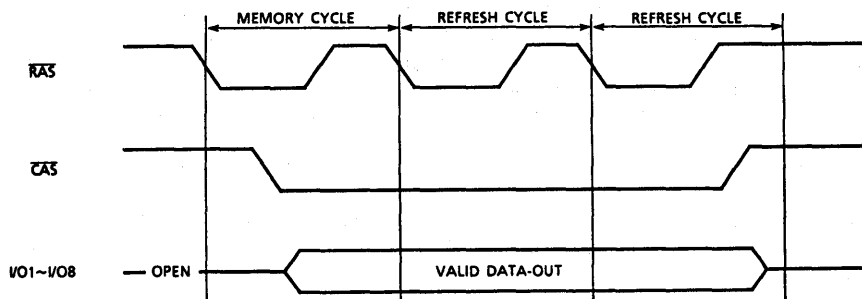 MEMORY CYCLE REFRESH CYCLE REFRESH CYCLE
RAS
CAS
I/O1~I/O8 OPEN VALID DATA-OUT